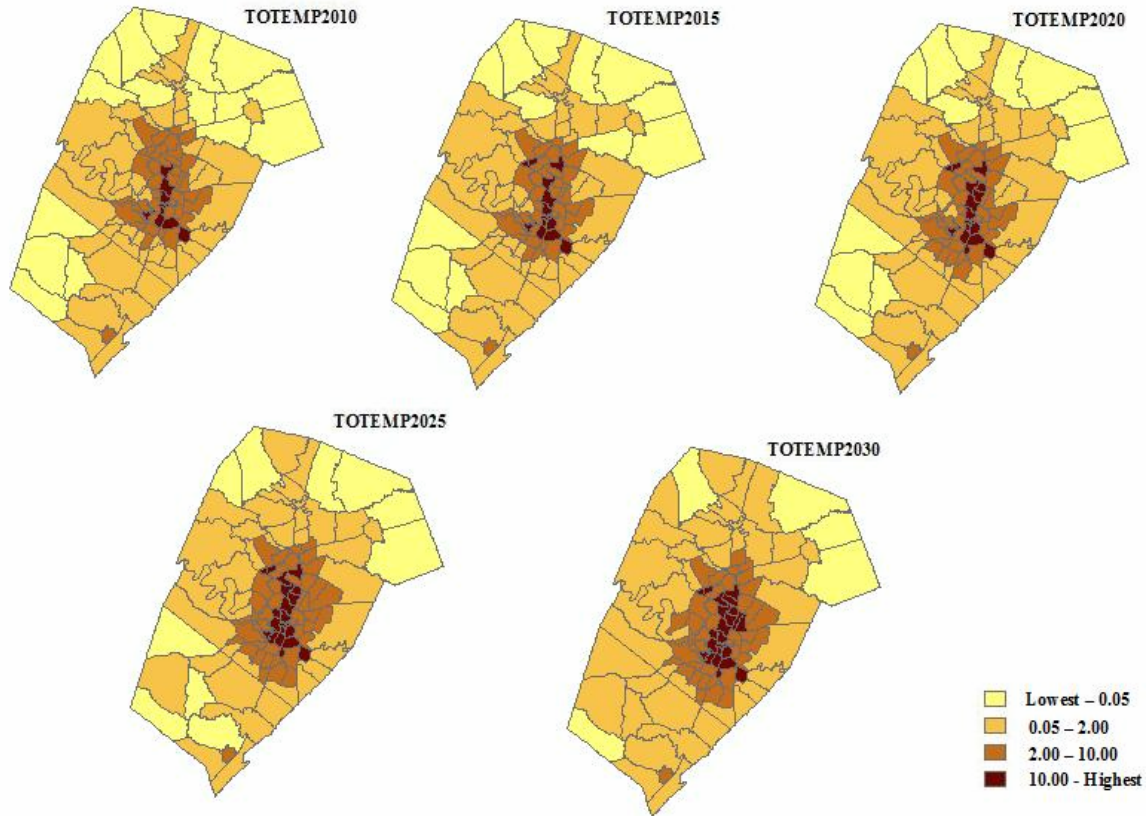 TOTEMP2010
TOTEMP2015
TOTEMP2020
TOTEMP2025
TOTEMP2030
Lowest – 0.05
0.05 – 2.00
2.00 – 10.00
10.00 - Highest